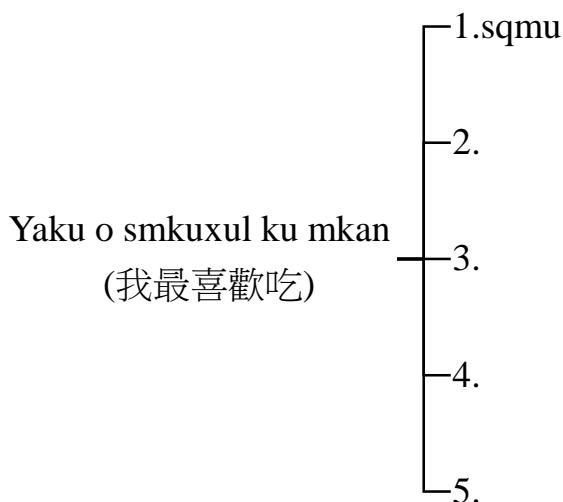 1.sqmu
2.
Yaku o smkuxul ku mkan
3.
(我最喜歡吃)
4.
5.